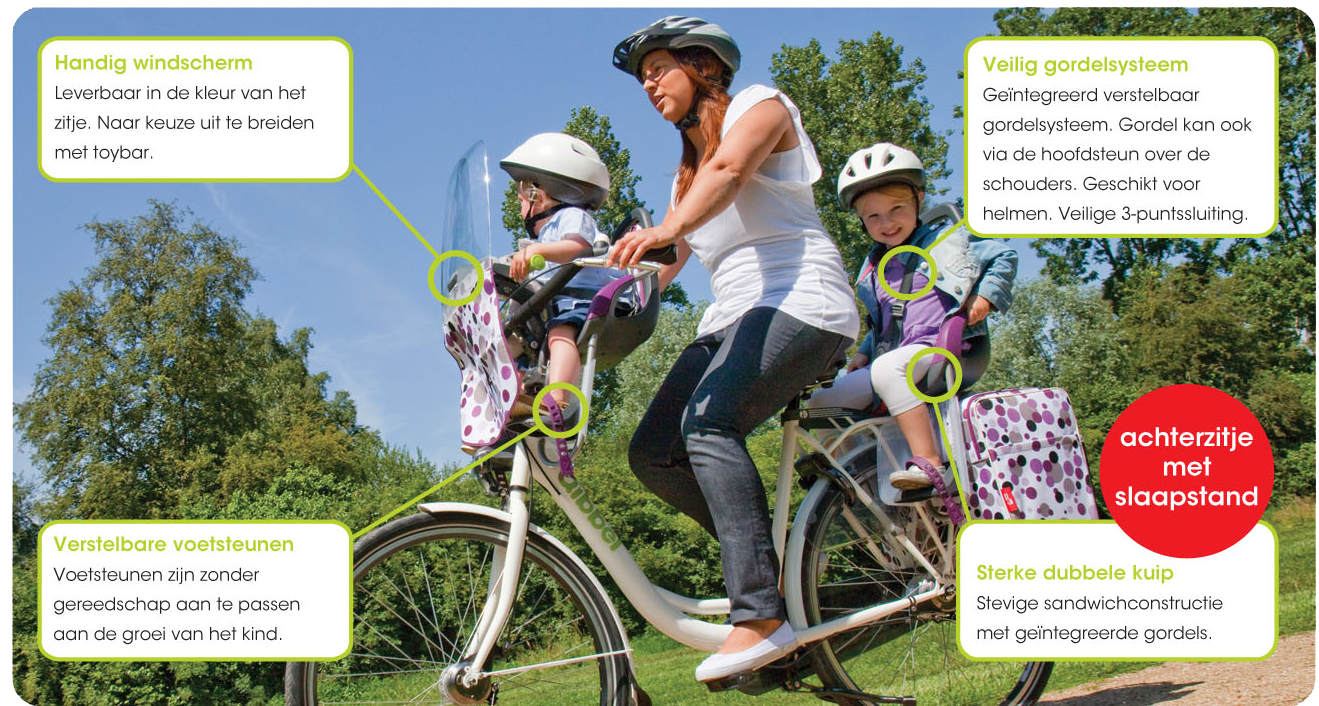 Handig windscherm
Leverbaar in de kleur van het
zitje. Naar keuze uit te breiden
met toybar.
Veilig gordelsysteem
Geïntegreerd verstelbaar
gordelsysteem. Gordel kan ook
via de hoofdsteun over de
schouders. Geschikt voor
helmen. Veilige 3-puntssluiting.
Verstelbare voetsteunen
Voetsteunen zijn zonder
gereedschap aan te passen
aan de groei van het kind.
achterzitje
met
slaapstand
Sterke dubbele kuip
Stevige sandwichconstructie
met geïntegreerde gordels.
qibbel